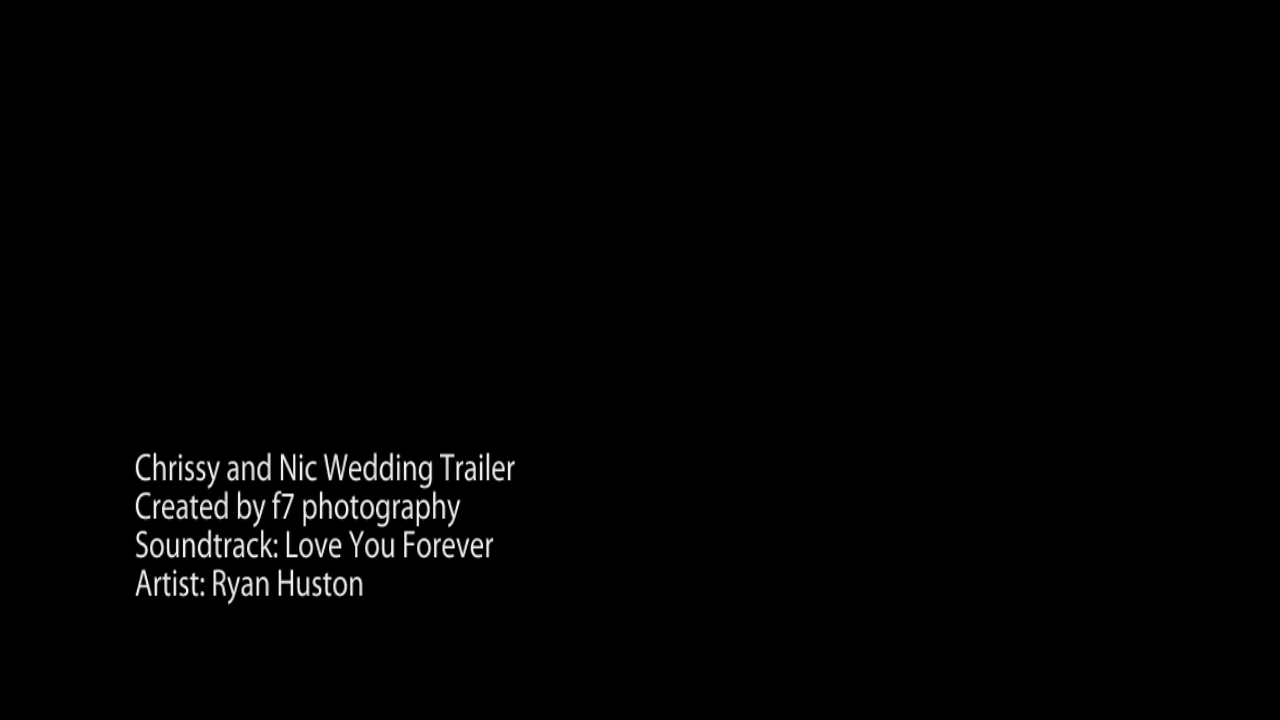 Chrissy and Nic Wedding Trailer
Created by f7 photography
Soundtrack: Love You Forever
Artist: Ryan Huston